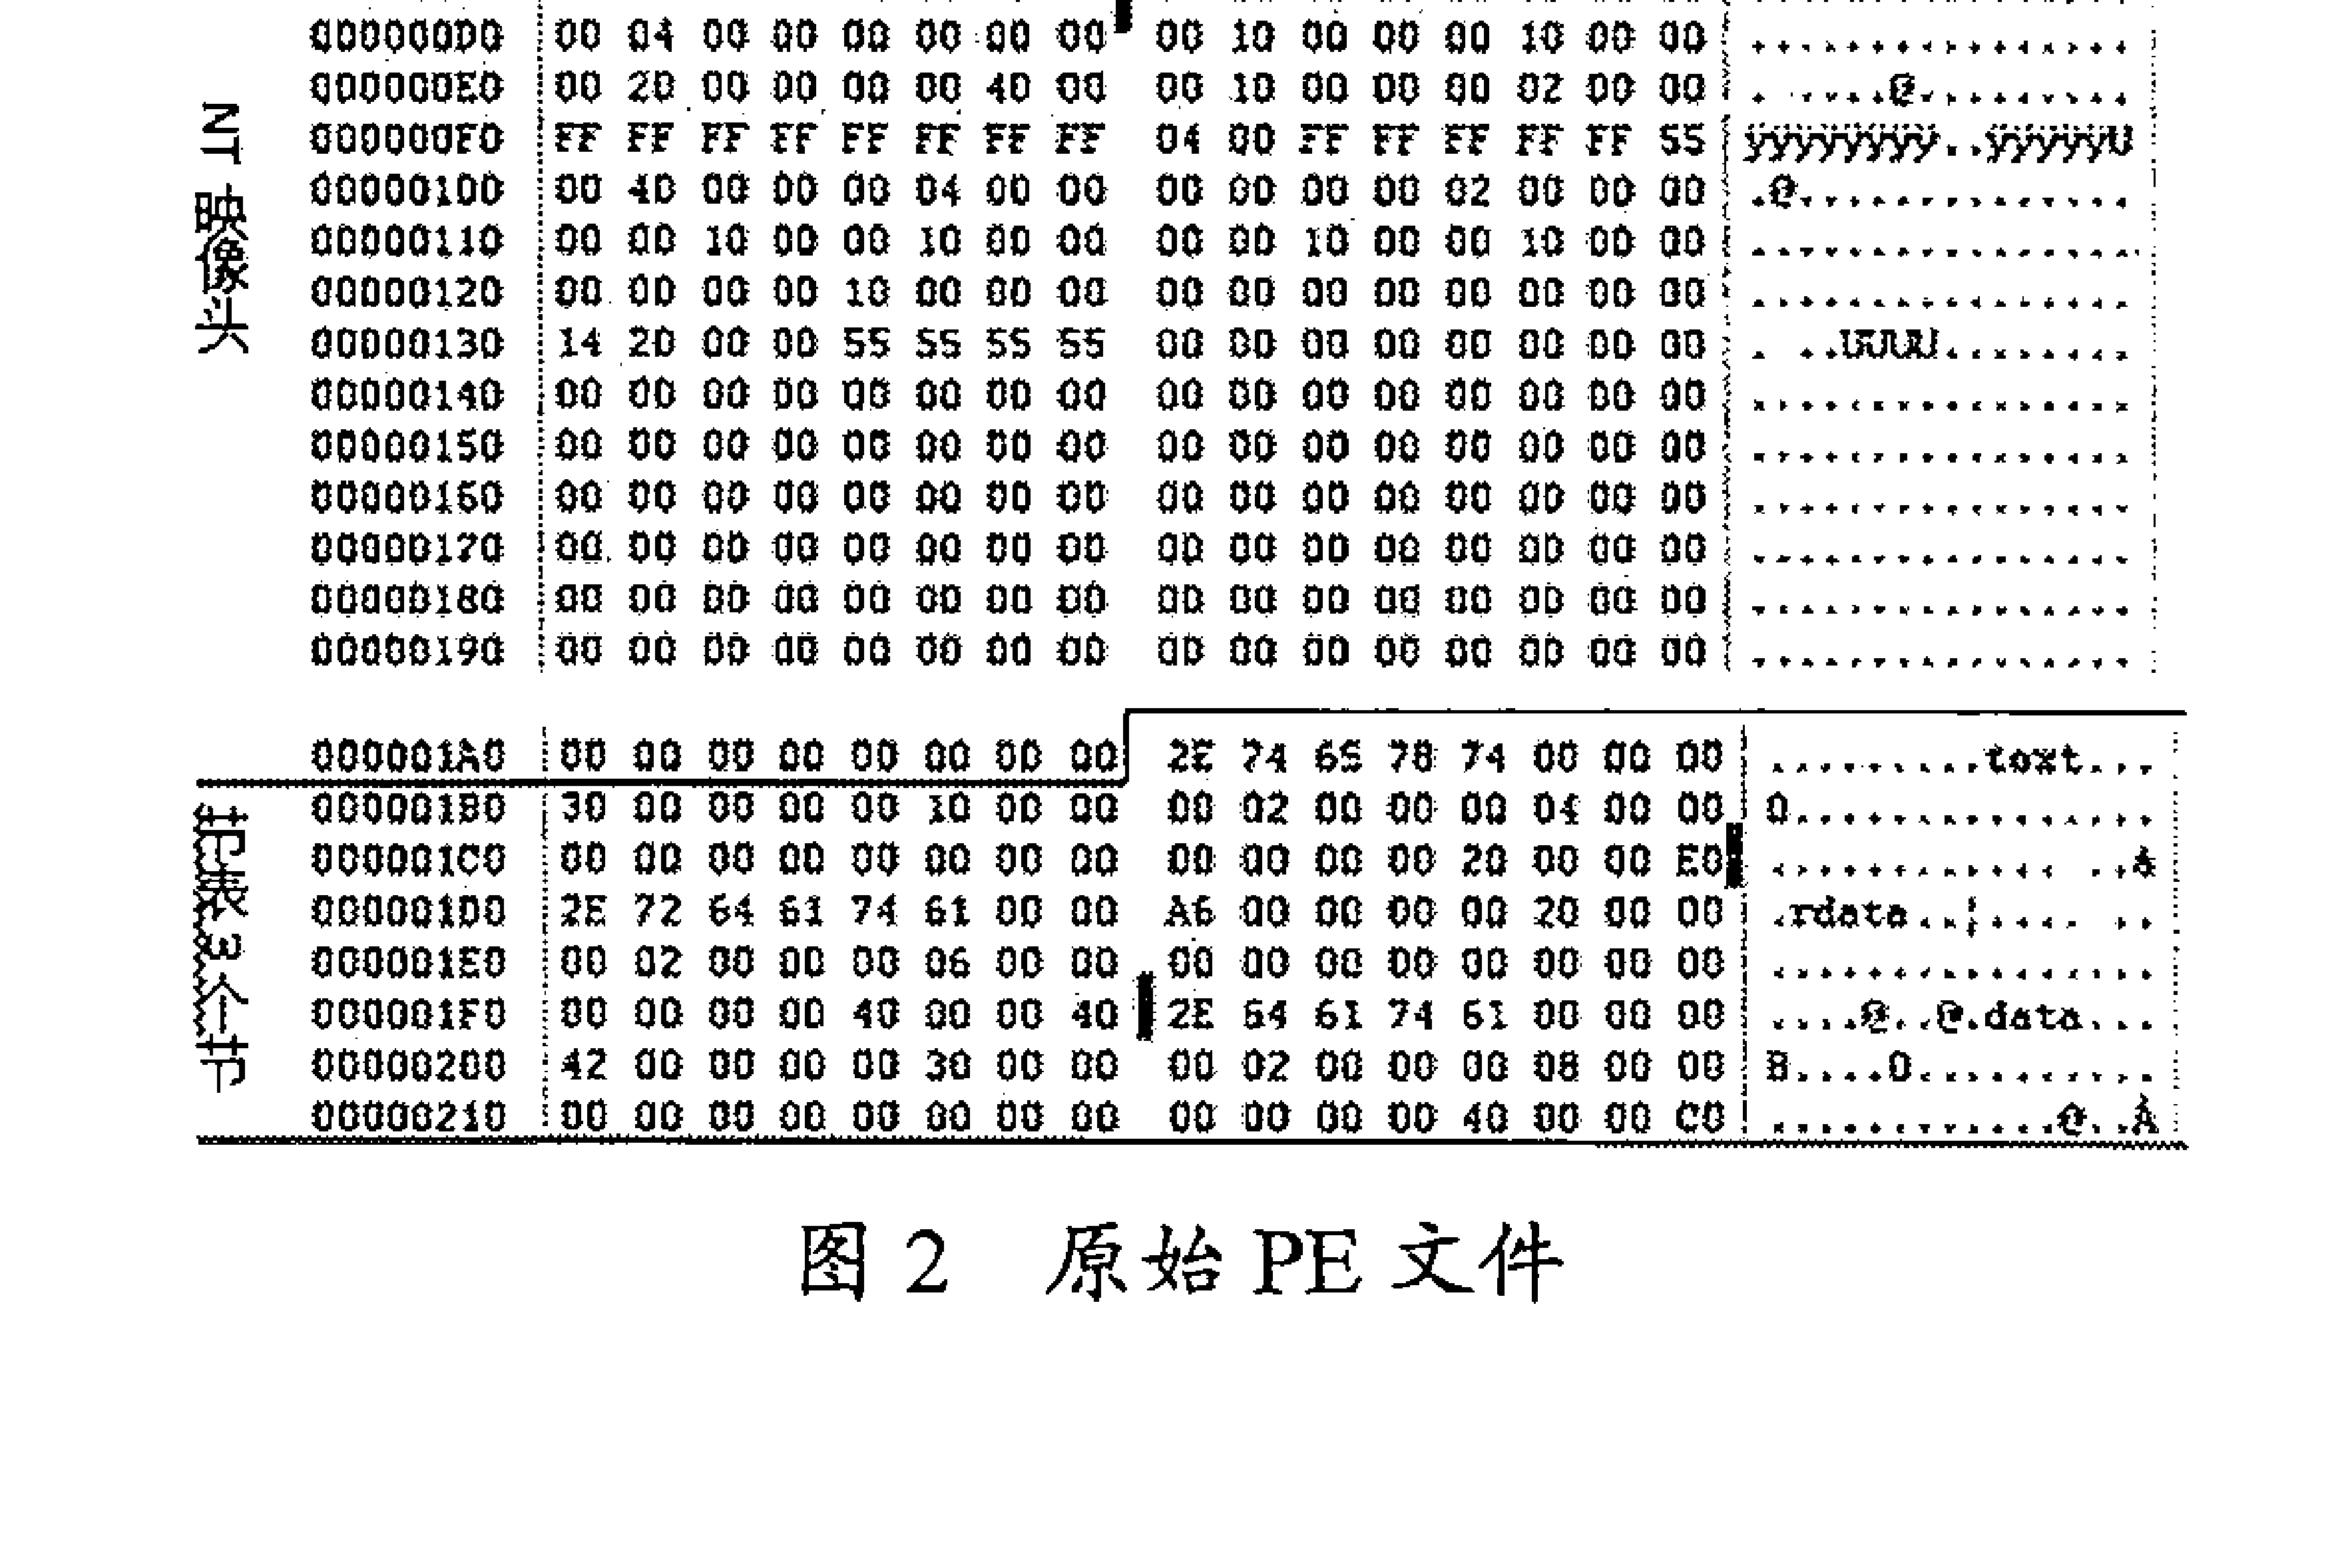 NT 映像头
000000D0 00 04 00 00 00 00 00 00 00 10 00 00 00 10 00 00 ................
000000E0 00 20 00 00 00 00 40 00 00 10 00 00 00 02 00 00 . ....@.........
000000F0 FF FF FF FF FF FF FF FF 04 00 FF FF FF FF FF 55 ÿÿÿÿÿÿÿÿ..ÿÿÿÿÿU
00000100 00 40 00 00 00 04 00 00 00 00 00 00 02 00 00 00 .@..............
00000110 00 00 10 00 00 10 00 00 00 00 10 00 00 10 00 00 ................
00000120 00 00 00 00 10 00 00 00 00 00 00 00 00 00 00 00 ................
00000130 14 20 00 00 55 55 55 55 00 00 00 00 00 00 00 00 . ..UUUU........
00000140 00 00 00 00 00 00 00 00 00 00 00 00 00 00 00 00 ................
00000150 00 00 00 00 00 00 00 00 00 00 00 00 00 00 00 00 ................
00000160 00 00 00 00 00 00 00 00 00 00 00 00 00 00 00 00 ................
00000170 00 00 00 00 00 00 00 00 00 00 00 00 00 00 00 00 ................
00000180 00 00 00 00 00 00 00 00 00 00 00 00 00 00 00 00 ................
00000190 00 00 00 00 00 00 00 00 00 00 00 00 00 00 00 00 ................
节表 3 个节
000001A0 00 00 00 00 00 00 00 00 2E 74 65 78 74 00 00 00 .........text...
000001B0 30 00 00 00 00 10 00 00 00 02 00 00 00 04 00 00 0...............
000001C0 00 00 00 00 00 00 00 00 00 00 00 00 20 00 00 E0 ............ ..à
000001D0 2E 72 64 61 74 61 00 00 A6 00 00 00 00 20 00 00 .rdata..¦.... ..
000001E0 00 02 00 00 00 06 00 00 00 00 00 00 00 00 00 00 ................
000001F0 00 00 00 00 40 00 00 40 2E 64 61 74 61 00 00 00 ....@..@.data...
00000200 42 00 00 00 00 30 00 00 00 02 00 00 00 08 00 00 B....0..........
00000210 00 00 00 00 00 00 00 00 00 00 00 00 40 00 00 C0 ............@..À
图 2 原始 PE 文件